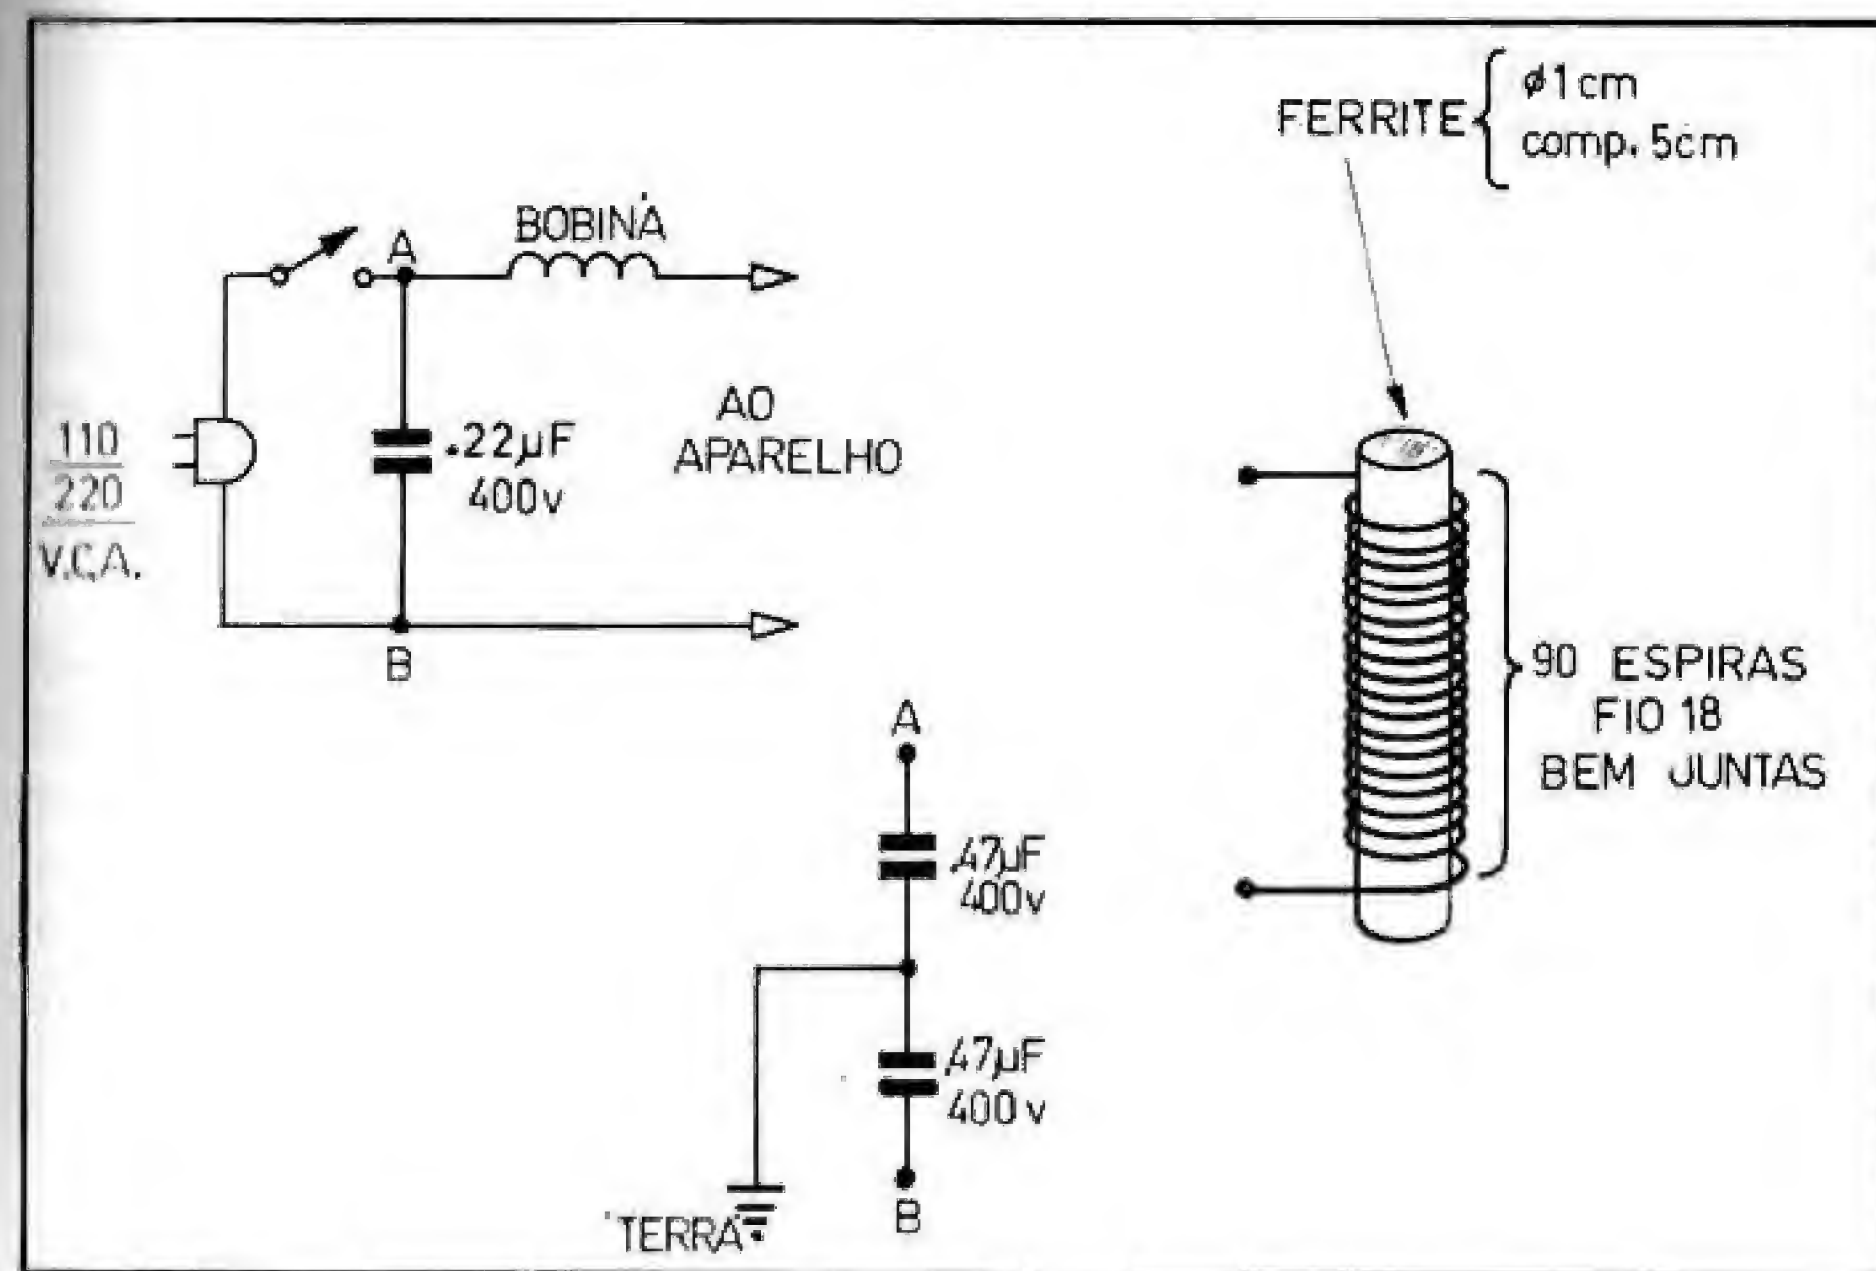 FERRITE
ø1cm
comp. 5cm
BOBINA
A
110
220
V.C.A.
.22µF
400v
AO
APARELHO
B
A
.47µF
400v
.47µF
400v
B
TERRA
90 ESPIRAS
FIO 18
BEM JUNTAS